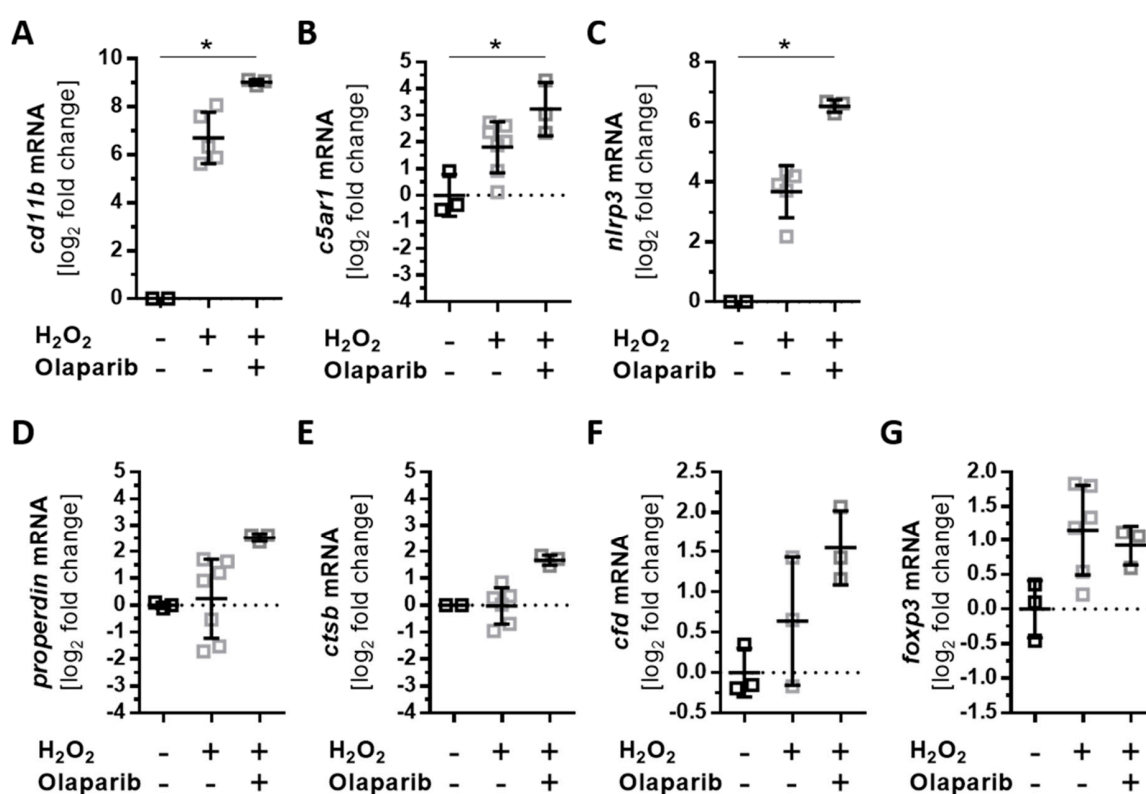 A
B
C
*
*
*
cd11b mRNA
[log₂ fold change]
10
8
6
4
2
0
c5ar1 mRNA
[log₂ fold change]
5
4
3
2
1
0
-1
-2
-3
-4
nlrp3 mRNA
[log₂ fold change]
8
6
4
2
0
H₂O₂ - + +
Olaparib - - +
H₂O₂ - + +
Olaparib - - +
H₂O₂ - + +
Olaparib - - +
D
E
F
G
properdin mRNA
[log₂ fold change]
5
4
3
2
1
0
-1
-2
-3
-4
ctsb mRNA
[log₂ fold change]
5
4
3
2
1
0
-1
-2
-3
-4
cfd mRNA
[log₂ fold change]
2.5
2.0
1.5
1.0
0.5
0.0
-0.5
foxp3 mRNA
[log₂ fold change]
2.0
1.5
1.0
0.5
0.0
-0.5
-1.0
-1.5
H₂O₂ - + +
Olaparib - - +
H₂O₂ - + +
Olaparib - - +
H₂O₂ - + +
Olaparib - - +
H₂O₂ - + +
Olaparib - - +